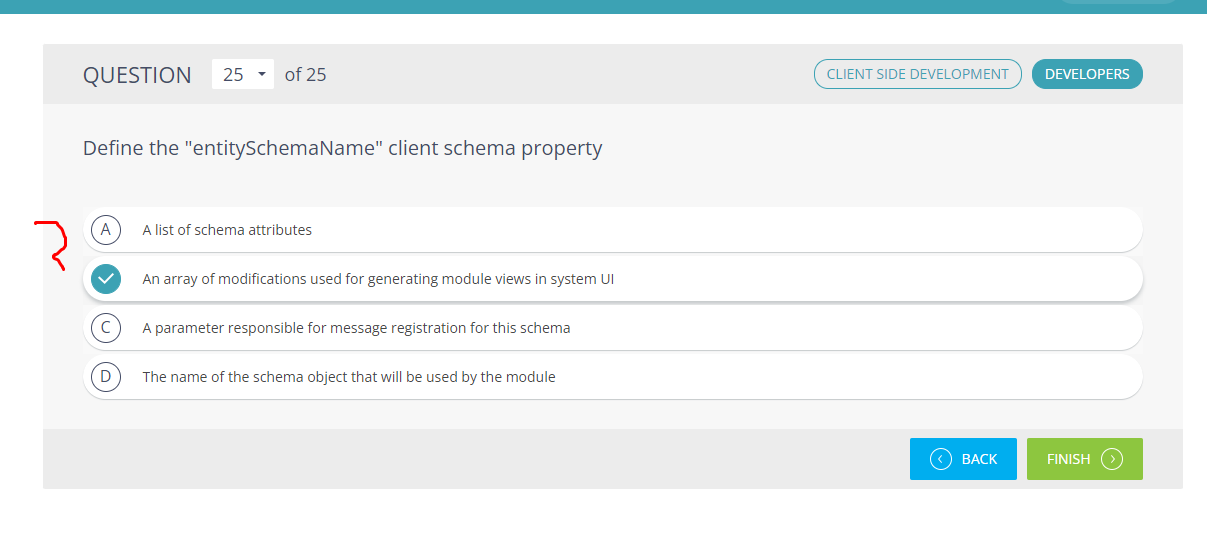 QUESTION 25 of 25 CLIENT SIDE DEVELOPMENT DEVELOPERS
Define the "entitySchemaName" client schema property
A A list of schema attributes
An array of modifications used for generating module views in system UI
C A parameter responsible for message registration for this schema
D The name of the schema object that will be used by the module
BACK FINISH